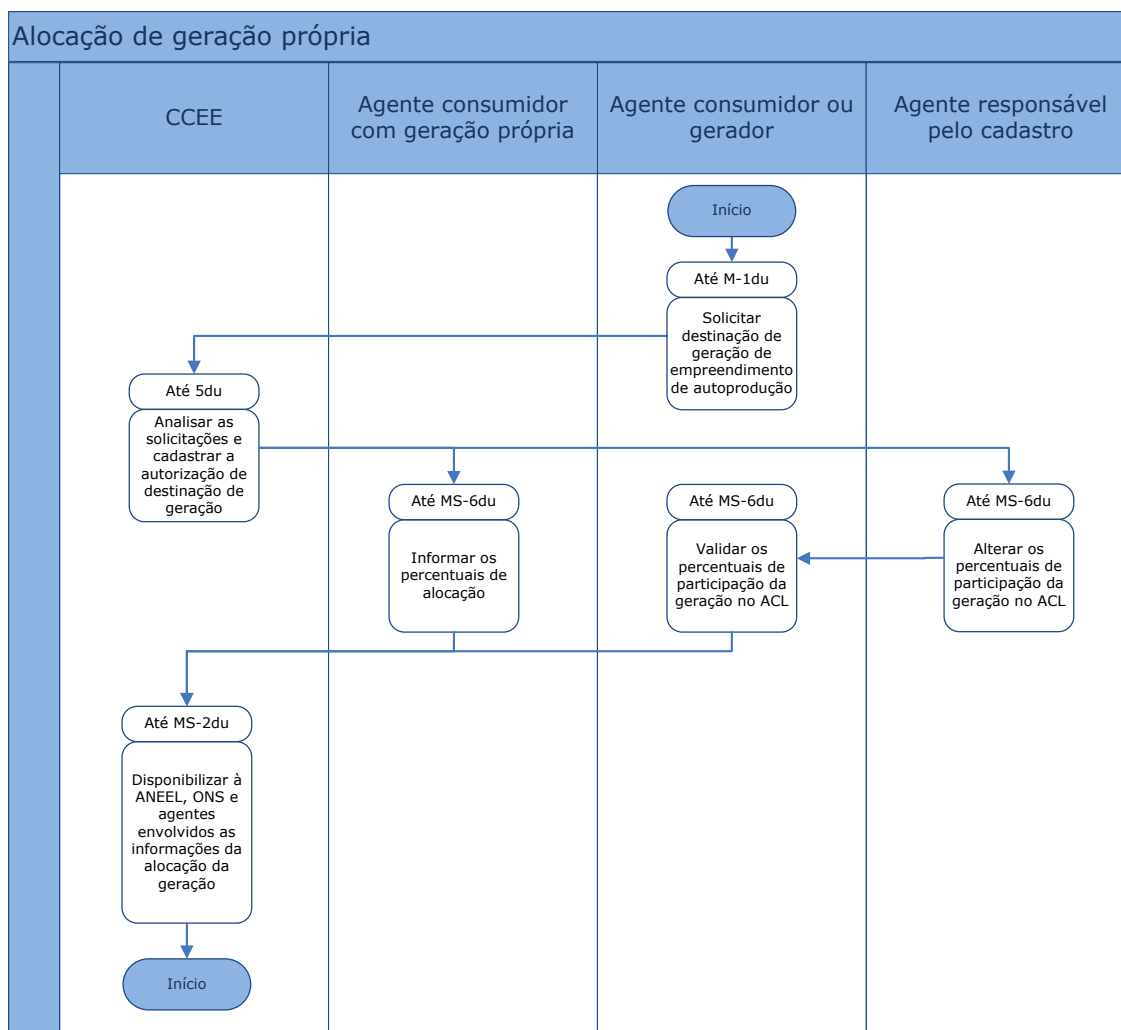 Alocação de geração própria
CCEE
Agente consumidor
com geração própria
Agente consumidor ou
gerador
Agente responsável
pelo cadastro
Início
Até M-1du
Solicitar
destinação de
geração de
empreendimento
de autoprodução
Até 5du
Analisar as
solicitações e
cadastrar a
autorização de
destinação de
geração
Até MS-6du
Informar os
percentuais de
alocação
Até MS-6du
Validar os
percentuais de
participação da
geração no ACL
Até MS-6du
Alterar os
percentuais de
participação da
geração no ACL
Até MS-2du
Disponibilizar à
ANEEL, ONS e
agentes
envolvidos as
informações da
alocação da
geração
Início